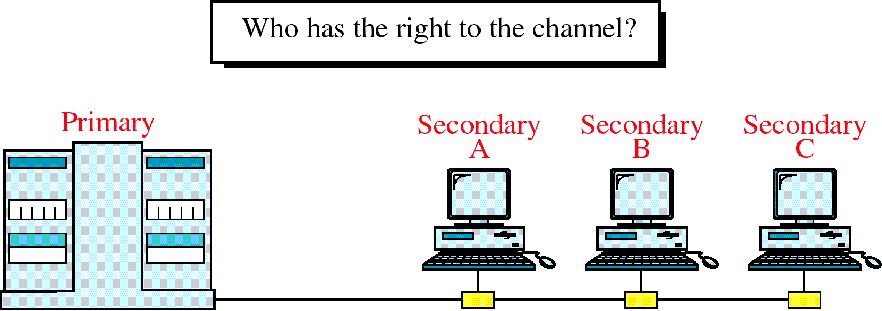 Who has the right to the channel?
Primary
Secondary
A
Secondary
B
Secondary
C